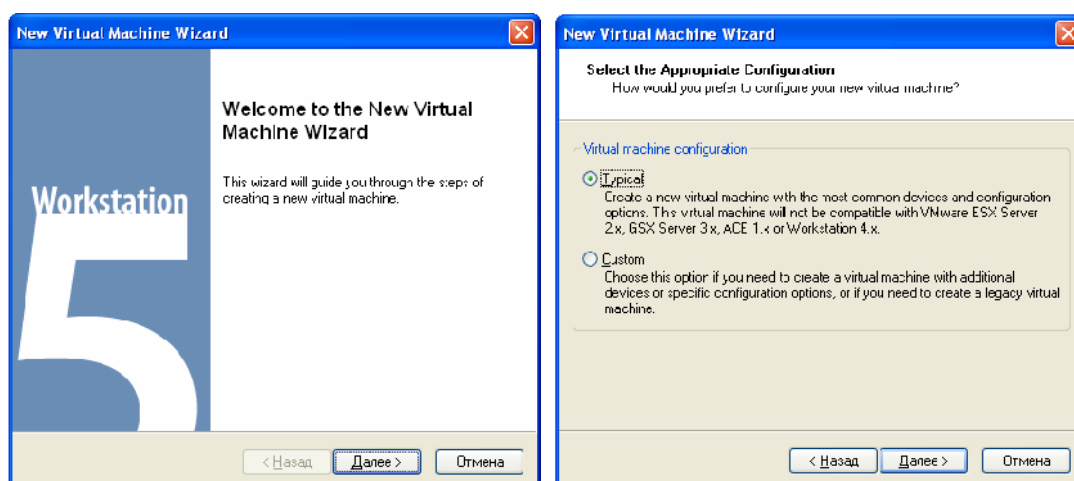 New Virtual Machine Wizard
Workstation
5
Welcome to the New Virtual
Machine Wizard
This wizard will guide you through the steps of
creating a new virtual machine.
< Назад
Далее >
Отмена
New Virtual Machine Wizard
Select the Appropriate Configuration
How would you prefer to configure your new virtual machine?
Virtual machine configuration
Typical
Create a new virtual machine with the most common devices and configuration
options. This virtual machine will not be compatible with VMware ESX Server
2.x, GSX Server 3.x, ACE 1.x or Workstation 4.x.
Custom
Choose this option if you need to create a virtual machine with additional
devices or specific configuration options, or if you need to create a legacy virtual
machine.
< Назад
Далее >
Отмена